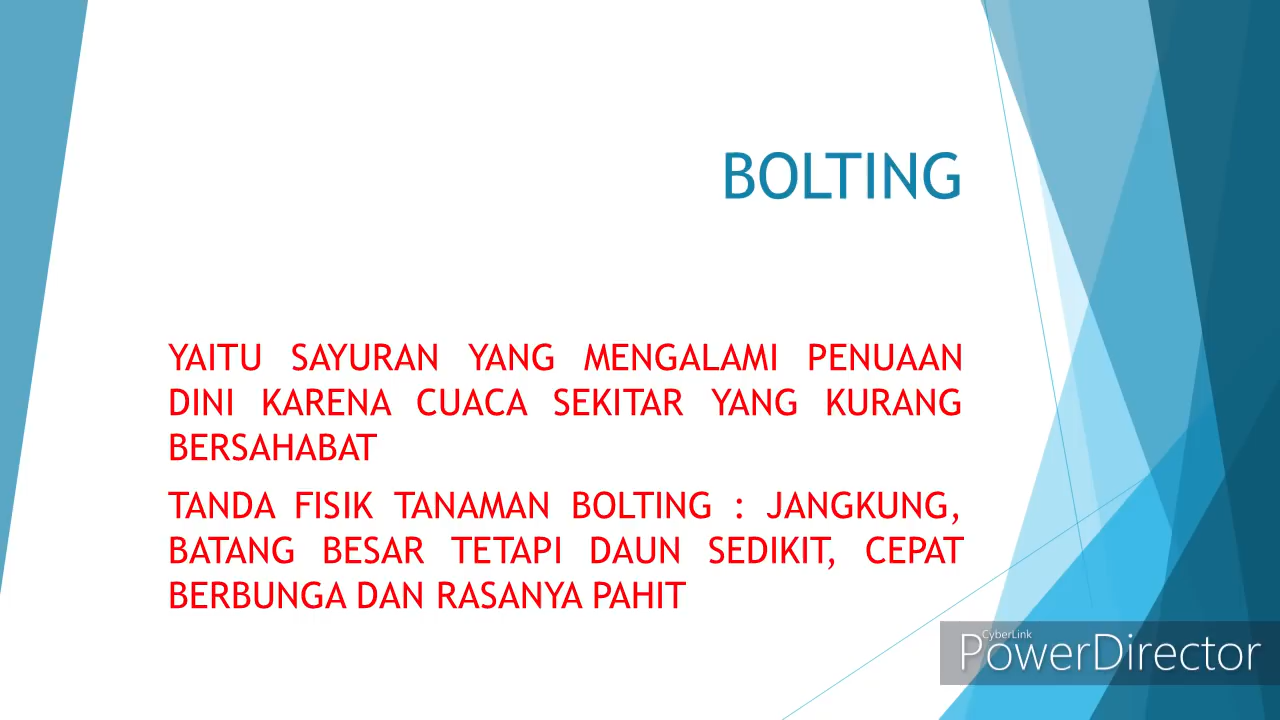 BOLTING
YAITU SAYURAN YANG MENGALAMI PENUAAN
DINI KARENA CUACA SEKITAR YANG KURANG
BERSAHABAT
TANDA FISIK TANAMAN BOLTING : JANGKUNG,
BATANG BESAR TETAPI DAUN SEDIKIT, CEPAT
BERBUNGA DAN RASANYA PAHIT
CyberLink
PowerDirector